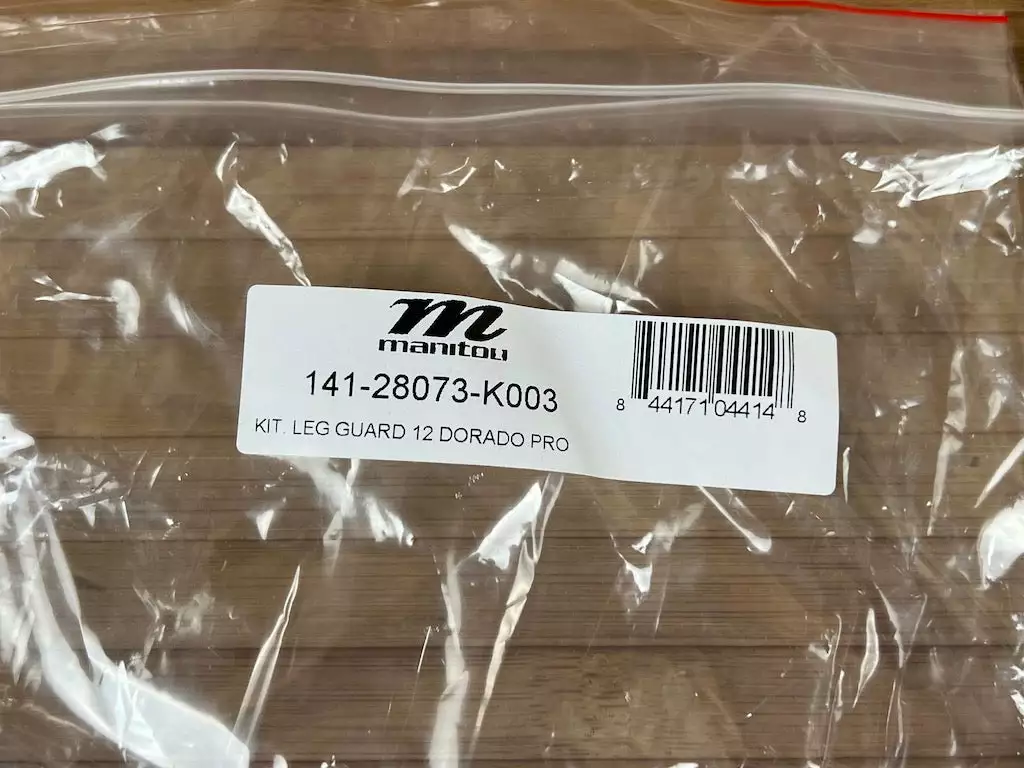 m
manitou
141-28073-K003
KIT. LEG GUARD 12 DORADO PRO
8 44171 04414 8